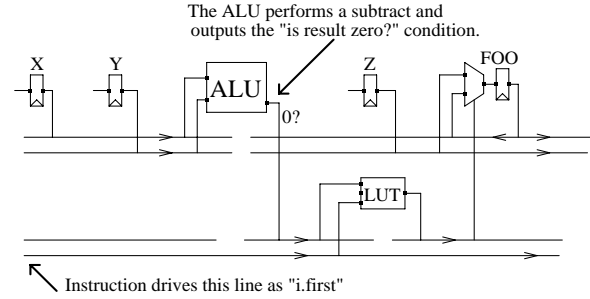 The ALU performs a subtract and
outputs the "is result zero?" condition.
X
Y
ALU
0?
Z
FOO
LUT
Instruction drives this line as "i.first"